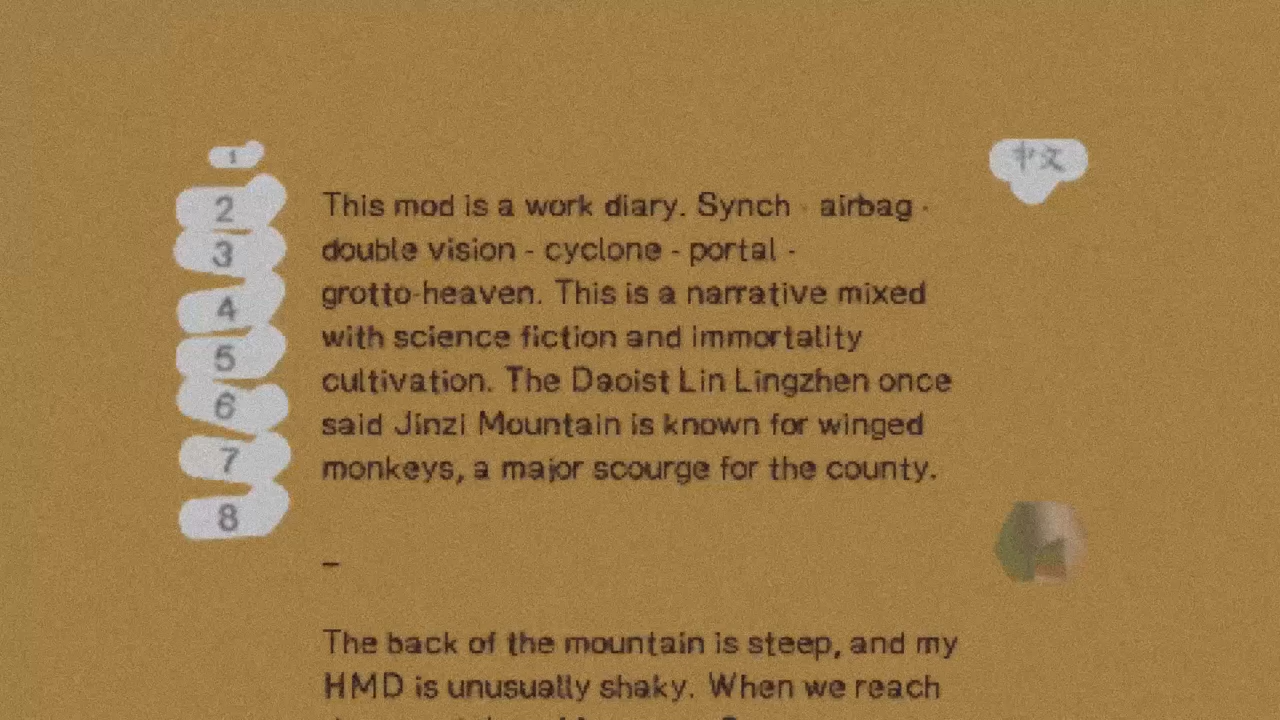 1
中文
2
This mod is a work diary. Synch · airbag ·
3
double vision - cyclone - portal -
4
grotto-heaven. This is a narrative mixed
with science fiction and immortality
5
cultivation. The Daoist Lin Lingzhen once
6
said Jinzi Mountain is known for winged
7
monkeys, a major scourge for the county.
8
–
The back of the mountain is steep, and my
HMD is unusually shaky. When we reach